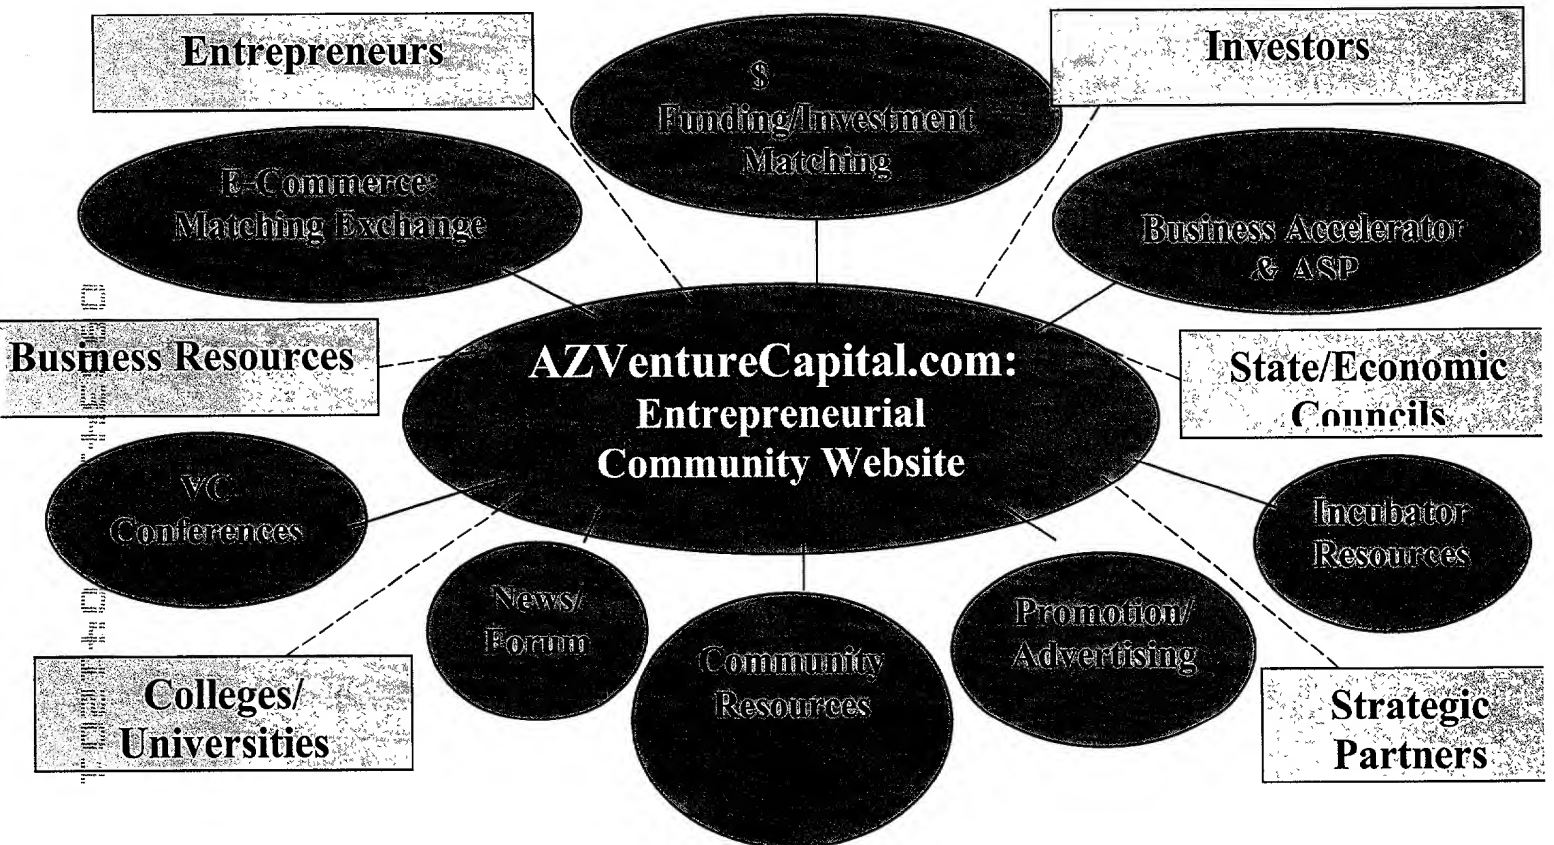 Entrepreneurs
Investors
$
Funding/Investment
Matching
E-Commerce:
Matching Exchange
Business Accelerator
& ASP
Business Resources
AZVentureCapital.com:
Entrepreneurial
Community Website
State/Economic
Councils
VC
Conferences
Incubator
Resources
News/
Forum
Promotion/
Advertising
Community
Resources
Colleges/
Universities
Strategic
Partners